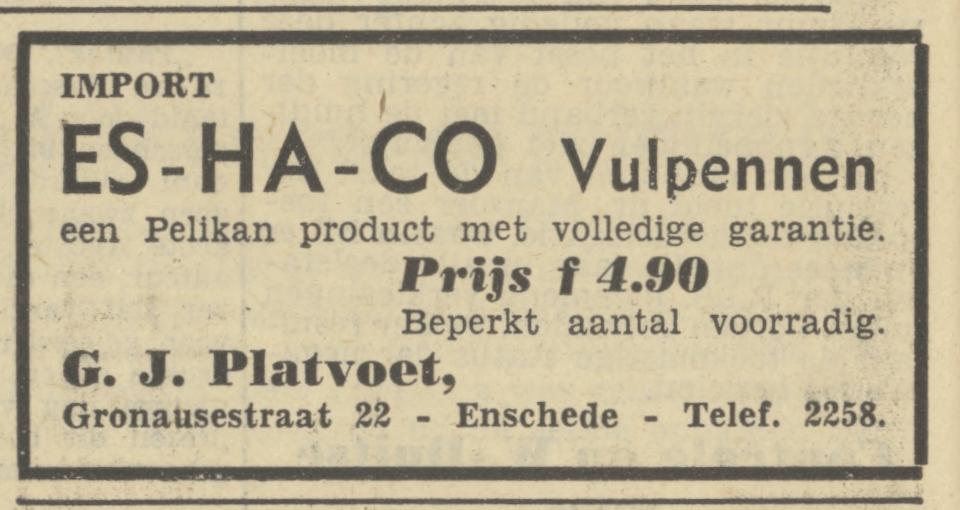 IMPORT
ES-HA-CO Vulpennen
een Pelikan product met volledige garantie.
Prijs f 4.90
Beperkt aantal voorradig.
G. J. Platvoet,
Gronausestraat 22 - Enschede - Telef. 2258.